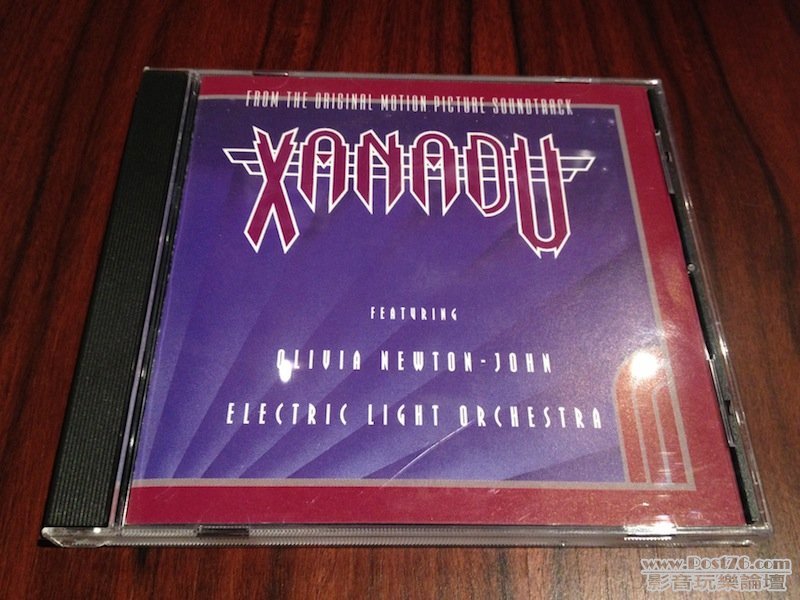 FROM THE ORIGINAL MOTION PICTURE SOUNDTRACK
XANADU
FEATURING
OLIVIA NEWTON-JOHN
ELECTRIC LIGHT ORCHESTRA
www.Post76.com
影音玩樂論壇